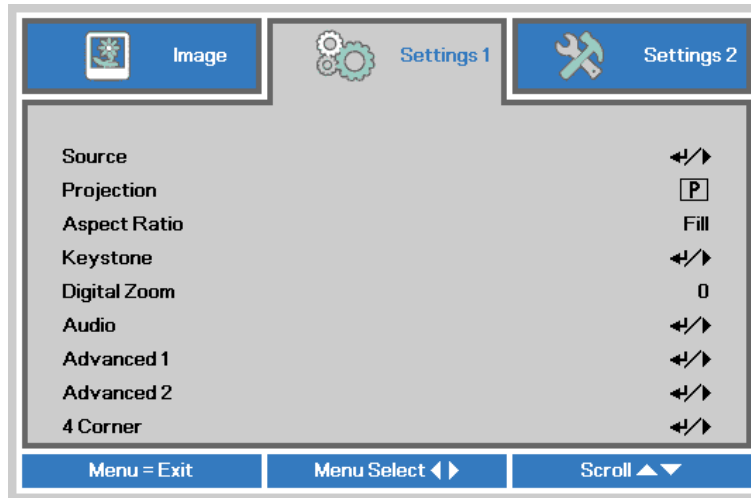 Image Settings 1 Settings 2
Source ↵/▶
Projection P
Aspect Ratio Fill
Keystone ↵/▶
Digital Zoom 0
Audio ↵/▶
Advanced 1 ↵/▶
Advanced 2 ↵/▶
4 Corner ↵/▶
Menu = Exit Menu Select ◀▶ Scroll ▲▼